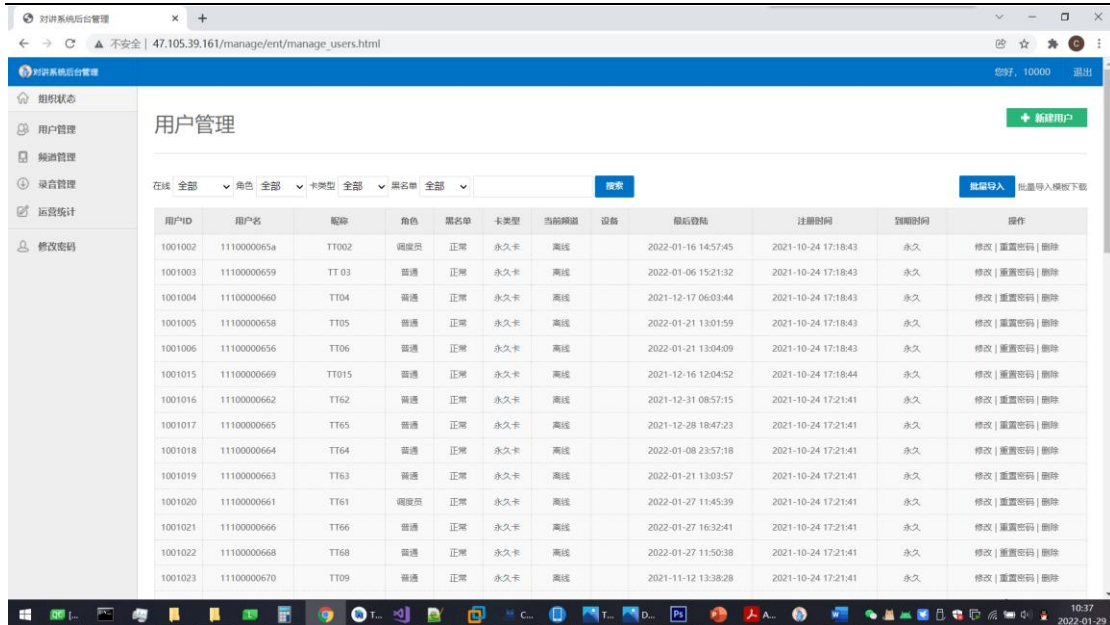 对讲系统后台管理
不安全 | 47.105.39.161/manage/ent/manage_users.html
对讲系统后台管理 您好，10000 退出
组织状态
用户管理
频道管理
录音管理
运营统计
修改密码
用户管理 新建用户
在线 全部 角色 全部 卡类型 全部 黑名单 全部 搜索 批量导入 批量导入模板下载
用户ID 用户名 昵称 角色 黑名单 卡类型 当前频道 设备 最后登陆 注册时间 到期时间 操作
1001002 1110000065a TT002 调度员 正常 永久卡 离线 2022-01-16 14:57:45 2021-10-24 17:18:43 永久 修改 | 重置密码 | 删除
1001003 11100000659 TT 03 普通 正常 永久卡 离线 2022-01-06 15:21:32 2021-10-24 17:18:43 永久 修改 | 重置密码 | 删除
1001004 11100000660 TT04 普通 正常 永久卡 离线 2021-12-17 06:03:44 2021-10-24 17:18:43 永久 修改 | 重置密码 | 删除
1001005 11100000658 TT05 普通 正常 永久卡 离线 2022-01-21 13:01:59 2021-10-24 17:18:43 永久 修改 | 重置密码 | 删除
1001006 11100000656 TT06 普通 正常 永久卡 离线 2022-01-21 13:04:09 2021-10-24 17:18:43 永久 修改 | 重置密码 | 删除
1001015 11100000669 TT015 普通 正常 永久卡 离线 2021-12-16 12:04:52 2021-10-24 17:18:44 永久 修改 | 重置密码 | 删除
1001016 11100000662 TT62 普通 正常 永久卡 离线 2021-12-31 08:57:15 2021-10-24 17:21:41 永久 修改 | 重置密码 | 删除
1001017 11100000665 TT65 普通 正常 永久卡 离线 2021-12-28 18:47:23 2021-10-24 17:21:41 永久 修改 | 重置密码 | 删除
1001018 11100000664 TT64 普通 正常 永久卡 离线 2022-01-08 23:57:18 2021-10-24 17:21:41 永久 修改 | 重置密码 | 删除
1001019 11100000663 TT63 普通 正常 永久卡 离线 2022-01-21 13:03:57 2021-10-24 17:21:41 永久 修改 | 重置密码 | 删除
1001020 11100000661 TT61 调度员 正常 永久卡 离线 2022-01-27 11:45:39 2021-10-24 17:21:41 永久 修改 | 重置密码 | 删除
1001021 11100000666 TT66 普通 正常 永久卡 离线 2022-01-27 16:32:41 2021-10-24 17:21:41 永久 修改 | 重置密码 | 删除
1001022 11100000668 TT68 普通 正常 永久卡 离线 2022-01-27 11:50:38 2021-10-24 17:21:41 永久 修改 | 重置密码 | 删除
1001023 11100000670 TT09 普通 正常 永久卡 离线 2021-11-12 13:38:28 2021-10-24 17:21:41 永久 修改 | 重置密码 | 删除
T... C... T... D... Ps A... 10:37
2022-01-29